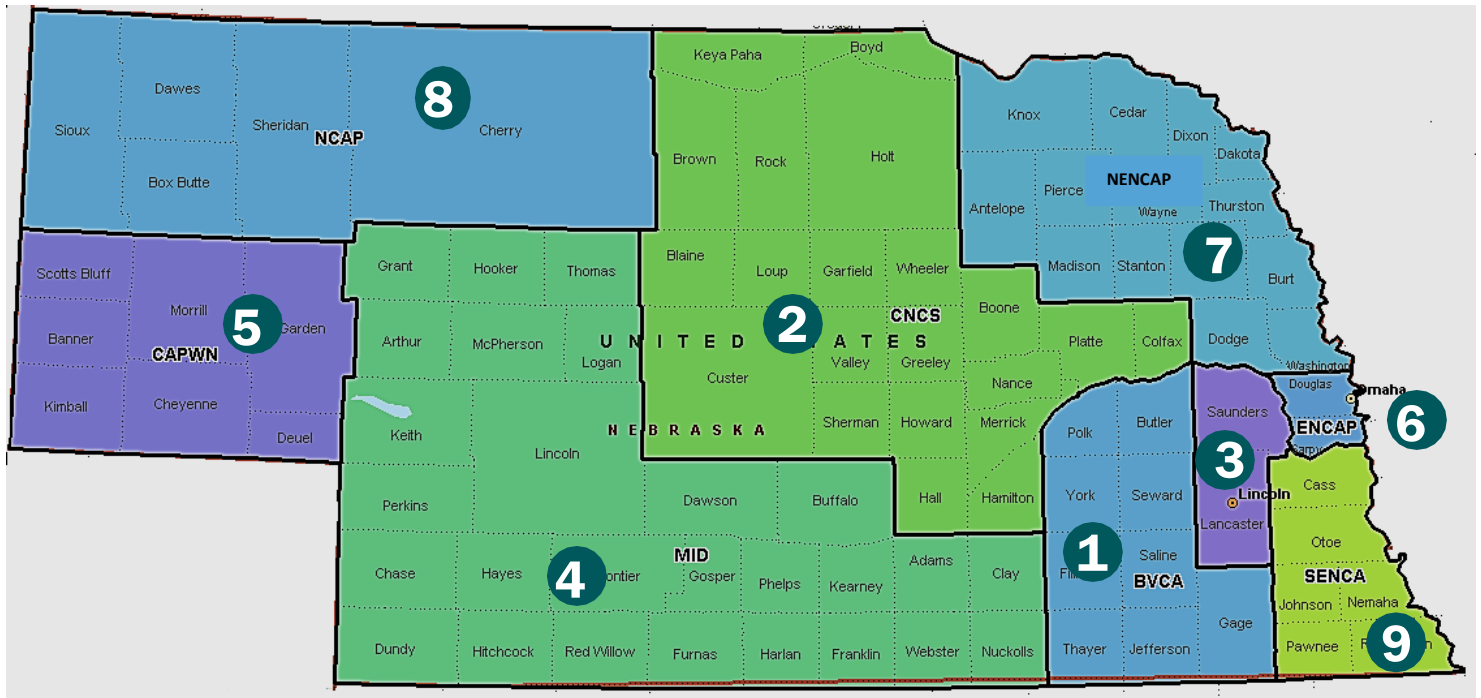 Keya Paha
Boyd
Dawes
8
Sioux
Sheridan
NCAP
Cherry
Box Butte
Brown
Rock
Holt
Knox
Cedar
Dixon
Dakota
Pierce
NENCAP
Antelope
Wayne
Thurston
Madison
Stanton
7
Burt
Dodge
Washington
Scotts Bluff
Morrill
5
Garden
Banner
CAPWN
Kimball
Cheyenne
Deuel
Grant
Hooker
Thomas
Arthur
McPherson
Logan
Blaine
Loup
Garfield
Wheeler
Boone
2
CNCS
UNITED ATES
Valley
Greeley
Custer
Platte
Colfax
Nance
Sherman
Howard
Merrick
NEBRASKA
Hall
Hamilton
Keith
Lincoln
Perkins
Dawson
Buffalo
MID
Chase
Hayes
4
ontier
Gosper
Phelps
Kearney
Adams
Clay
Dundy
Hitchcock
Red Willow
Furnas
Harlan
Franklin
Webster
Nuckolls
Polk
Butler
York
Seward
1
Saline
BVCA
Thayer
Jefferson
Gage
Saunders
3
Lincoln
Lancaster
Douglas
Omaha
ENCAP
6
Cass
Otoe
SENCA
Johnson
Nemaha
Pawnee
9